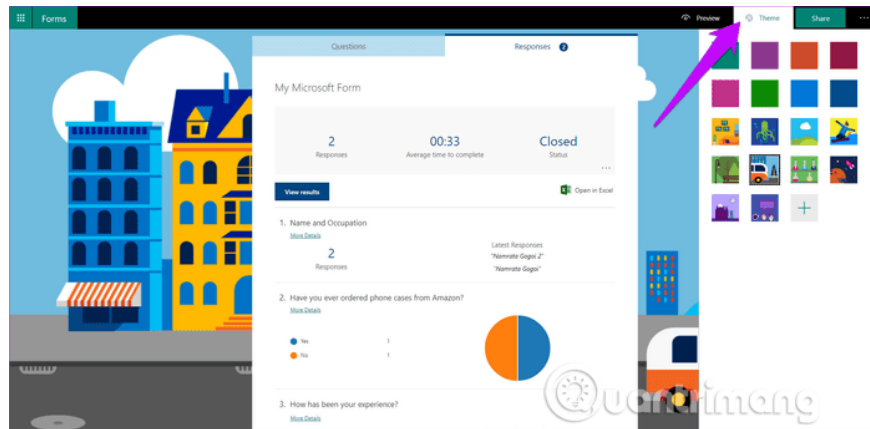 Forms
Preview
Theme
Share
Questions
Responses 2
My Microsoft Form
2
00:33
Closed
Responses
Average time to complete
Status
View results
Open in Excel
1. Name and Occupation
More Details
2
Responses
Latest Responses
"Namrata Gogoi 2"
"Namrata Gogoi"
2. Have you ever ordered phone cases from Amazon?
More Details
Yes 1
No 1
3. How has been your experience?
More Details
Quantrimang